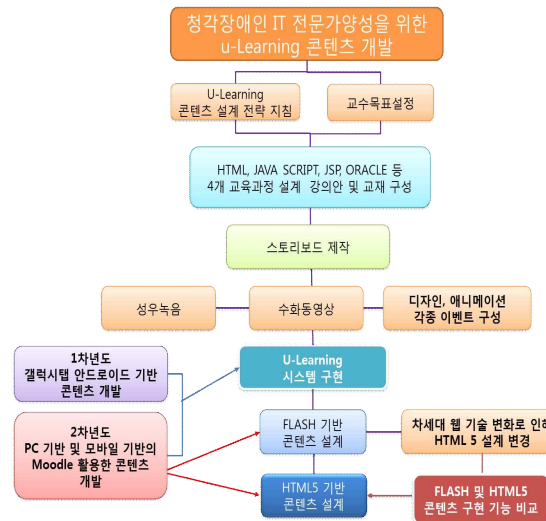 청각장애인 IT 전문가양성을 위한
u-Learning 콘텐츠 개발
U-Learning
콘텐츠 설계 전략 지침
교수목표설정
HTML, JAVA SCRIPT, JSP, ORACLE 등
4개 교육과정 설계 강의안 및 교재 구성
스토리보드 제작
성우녹음
수화동영상
디자인, 애니메이션
각종 이벤트 구성
1차년도
갤럭시탭 안드로이드 기반
콘텐츠 개발
U-Learning
시스템 구현
2차년도
PC 기반 및 모바일 기반의
Moodle 활용한 콘텐츠
개발
FLASH 기반
콘텐츠 설계
차세대 웹 기술 변화로 인해
HTML 5 설계 변경
HTML5 기반
콘텐츠 설계
FLASH 및 HTML5
콘텐츠 구현 기능 비교